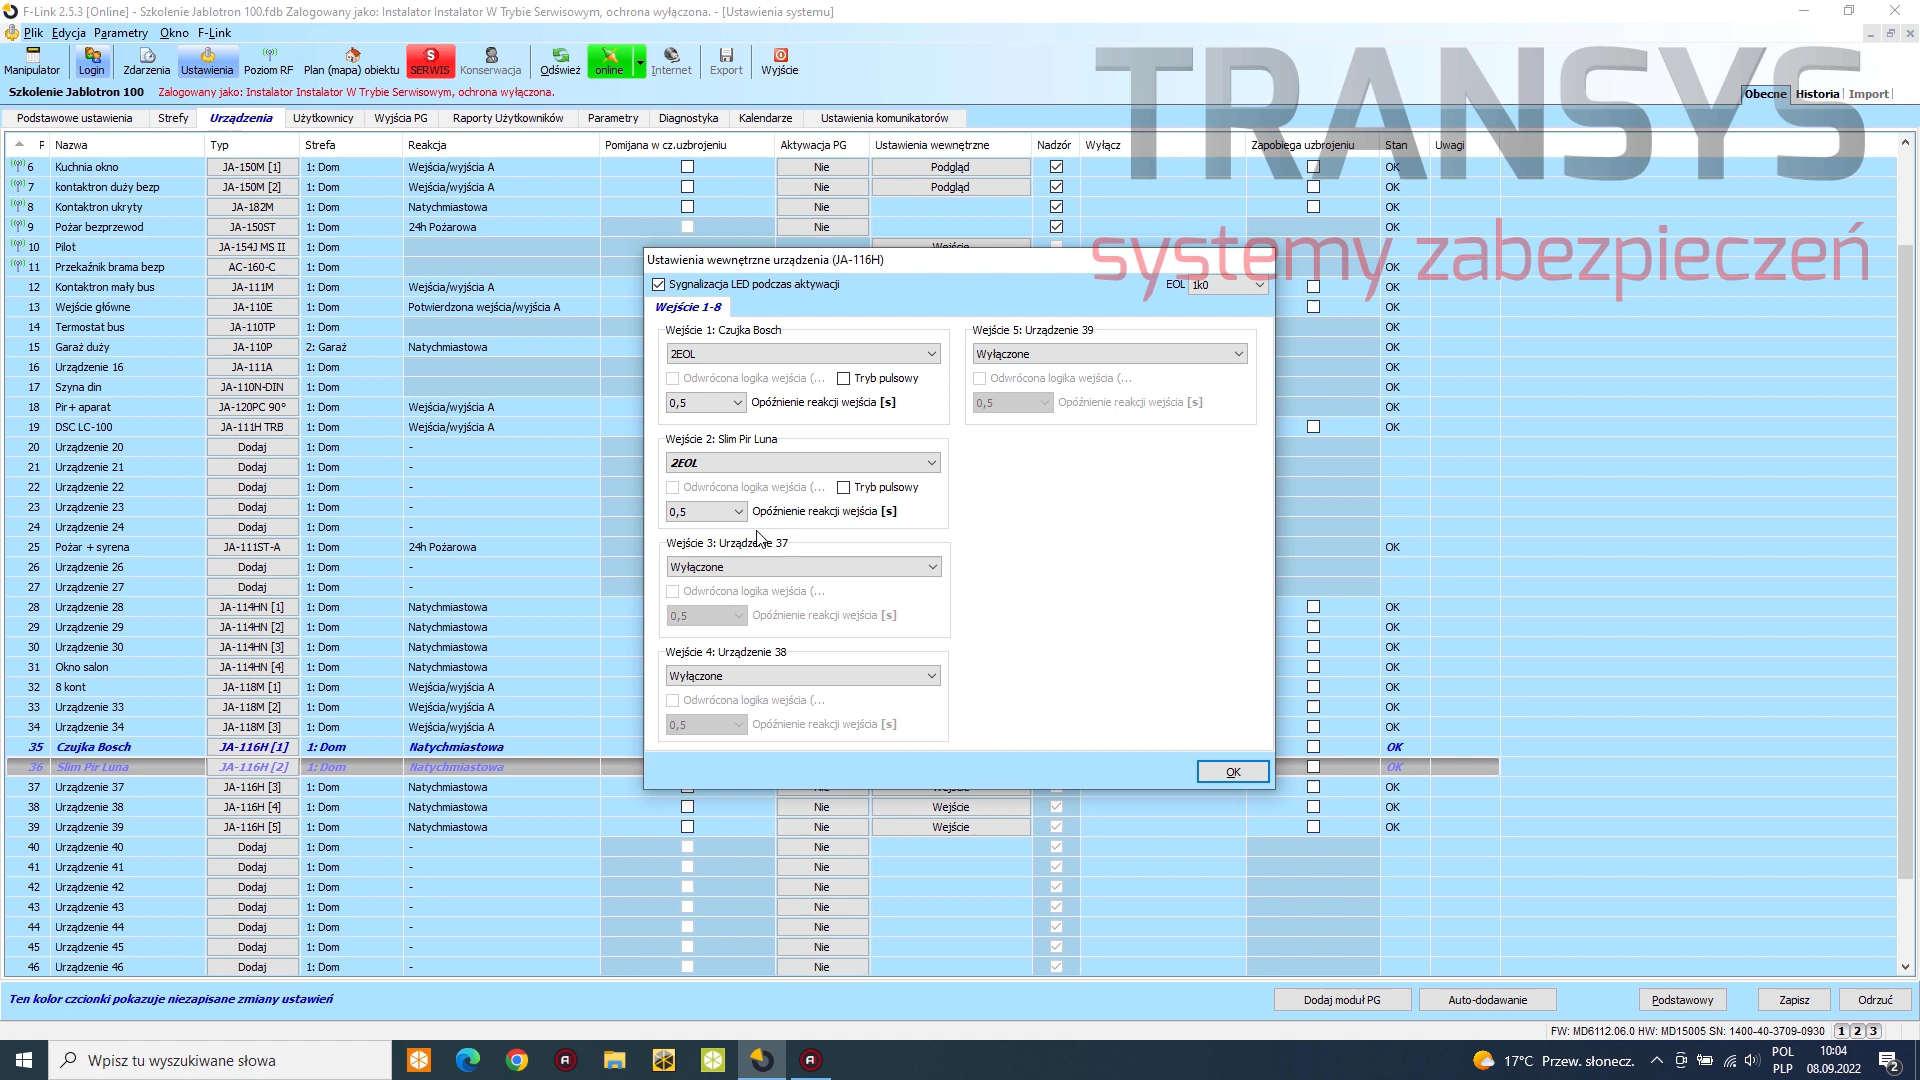 F-Link 2.5.3 [Online] - Szkolenie Jablotron 100.fdb Zalogowany jako: Instalator Instalator W Trybie Serwisowym, ochrona wyłączona. - [Ustawienia systemu]
Plik Edycja Parametry Okno F-Link
Manipulator Login Zdarzenia Ustawienia Poziom RF Plan (mapa) obiektu SERWIS Konserwacja Odśwież online Internet Export Wyjście
Szkolenie Jablotron 100 Zalogowany jako: Instalator Instalator W Trybie Serwisowym, ochrona wyłączona.
Obecne Historia Import
TRANSYS
systemy zabezpieczeń
Podstawowe ustawienia Strefy Urządzenia Użytkownicy Wyjścia PG Raporty Użytkowników Parametry Diagnostyka Kalendarze Ustawienia komunikatorów
P Nazwa Typ Strefa Reakcja Pomijana w cz.uzbrojeniu Aktywacja PG Ustawienia wewnętrzne Nadzór Wyłącz Zapobiega uzbrojeniu Stan Uwagi
6 Kuchnia okno JA-150M [1] 1: Dom Wejścia/wyjścia A Nie Podgląd OK
7 kontaktron duży bezp JA-150M [2] 1: Dom Wejścia/wyjścia A Nie Podgląd OK
8 Kontaktron ukryty JA-182M 1: Dom Natychmiastowa Nie OK
9 Pożar bezprzewod JA-150ST 1: Dom 24h Pożarowa Nie OK
10 Pilot JA-154J MS II 1: Dom Wejście
11 Przekaźnik brama bezp AC-160-C 1: Dom OK
12 Kontaktron mały bus JA-111M 1: Dom Wejścia/wyjścia A OK
13 Wejście główne JA-110E 1: Dom Potwierdzona wejścia/wyjścia A OK
14 Termostat bus JA-110TP 1: Dom OK
15 Garaż duży JA-110P 2: Garaż Natychmiastowa OK
16 Urządzenie 16 JA-111A 1: Dom OK
17 Szyna din JA-110N-DIN 1: Dom OK
18 Pir+ aparat JA-120PC 90° 1: Dom Wejścia/wyjścia A OK
19 DSC LC-100 JA-111H TRB 1: Dom Wejścia/wyjścia A OK
20 Urządzenie 20 Dodaj 1: Dom -
21 Urządzenie 21 Dodaj 1: Dom -
22 Urządzenie 22 Dodaj 1: Dom -
23 Urządzenie 23 Dodaj 1: Dom -
24 Urządzenie 24 Dodaj 1: Dom -
25 Pożar + syrena JA-111ST-A 1: Dom 24h Pożarowa OK
26 Urządzenie 26 Dodaj 1: Dom -
27 Urządzenie 27 Dodaj 1: Dom -
28 Urządzenie 28 JA-114HN [1] 1: Dom Natychmiastowa OK
29 Urządzenie 29 JA-114HN [2] 1: Dom Natychmiastowa OK
30 Urządzenie 30 JA-114HN [3] 1: Dom Natychmiastowa OK
31 Okno salon JA-114HN [4] 1: Dom Natychmiastowa OK
32 8 kont JA-118M [1] 1: Dom Wejścia/wyjścia A OK
33 Urządzenie 33 JA-118M [2] 1: Dom Wejścia/wyjścia A OK
34 Urządzenie 34 JA-118M [3] 1: Dom Wejścia/wyjścia A OK
35 Czujka Bosch JA-116H [1] 1: Dom Natychmiastowa OK
36 Slim Pir Luna JA-116H [2] 1: Dom Natychmiastowa OK
37 Urządzenie 37 JA-116H [3] 1: Dom Natychmiastowa OK
38 Urządzenie 38 JA-116H [4] 1: Dom Natychmiastowa Nie Wejście OK
39 Urządzenie 39 JA-116H [5] 1: Dom Natychmiastowa Nie Wejście OK
40 Urządzenie 40 Dodaj 1: Dom - Nie
41 Urządzenie 41 Dodaj 1: Dom - Nie
42 Urządzenie 42 Dodaj 1: Dom - Nie
43 Urządzenie 43 Dodaj 1: Dom - Nie
44 Urządzenie 44 Dodaj 1: Dom - Nie
45 Urządzenie 45 Dodaj 1: Dom - Nie
46 Urządzenie 46 Dodaj 1: Dom - Nie
Ustawienia wewnętrzne urządzenia (JA-116H)
Sygnalizacja LED podczas aktywacji EOL 1k0
Wejście 1-8
Wejście 1: Czujka Bosch
2EOL
Odwrócona logika wejścia (... Tryb pulsowy
0,5 Opóźnienie reakcji wejścia [s]
Wejście 2: Slim Pir Luna
2EOL
Odwrócona logika wejścia (... Tryb pulsowy
0,5 Opóźnienie reakcji wejścia [s]
Wejście 3: Urządzenie 37
Wyłączone
Odwrócona logika wejścia (...
0,5 Opóźnienie reakcji wejścia [s]
Wejście 4: Urządzenie 38
Wyłączone
Odwrócona logika wejścia (...
0,5 Opóźnienie reakcji wejścia [s]
Wejście 5: Urządzenie 39
Wyłączone
Odwrócona logika wejścia (...
0,5 Opóźnienie reakcji wejścia [s]
OK
Ten kolor czcionki pokazuje niezapisane zmiany ustawień
Dodaj moduł PG Auto-dodawanie Podstawowy Zapisz Odrzuć
FW: MD6112.06.0 HW: MD15005 SN: 1400-40-3709-0930 1 2 3
Wpisz tu wyszukiwane słowa
17°C Przew. słonecz.
POL
PLP
10:04
08.09.2022
2